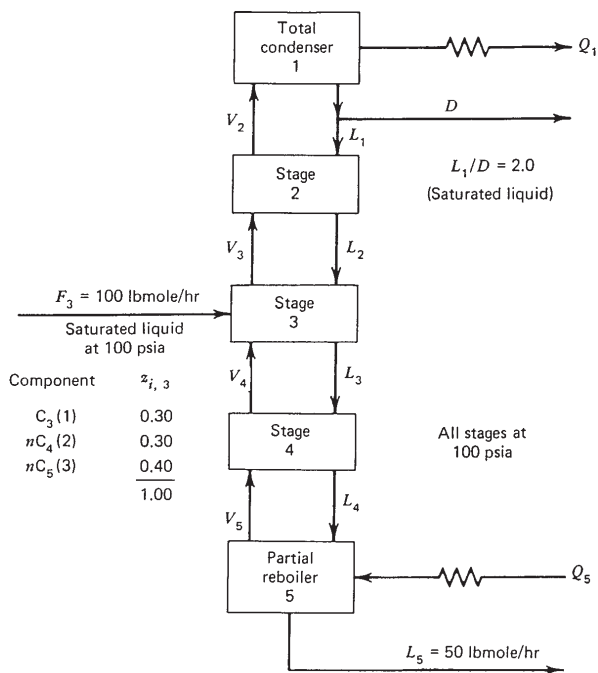 Total
condenser
1
Q₁
D
V₂
L₁
L₁/D = 2.0
(Saturated liquid)
Stage
2
V₃
L₂
F₃ = 100 lbmole/hr
Saturated liquid
at 100 psia
Stage
3
Component zᵢ, ₃
C₃(1) 0.30
nC₄(2) 0.30
nC₅(3) 0.40
1.00
V₄
L₃
Stage
4
All stages at
100 psia
V₅
L₄
Partial
reboiler
5
Q₅
L₅ = 50 lbmole/hr